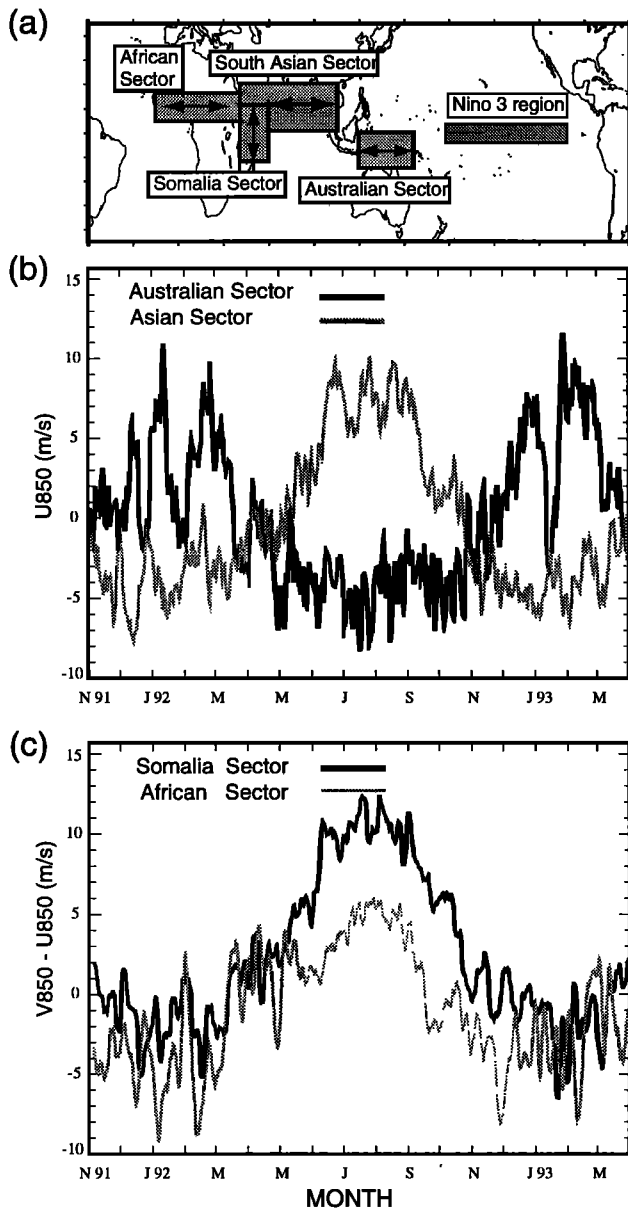 (a)
African
Sector
South Asian Sector
Nino 3 region
Somalia Sector
Australian Sector
(b)
15
10
5
0
-5
-10
U850 (m/s)
Australian Sector
Asian Sector
N 91 J 92 M M J S N J 93 M
(c)
15
10
5
0
-5
-10
V850 - U850 (m/s)
Somalia Sector
African Sector
N 91 J 92 M M J S N J 93 M
MONTH